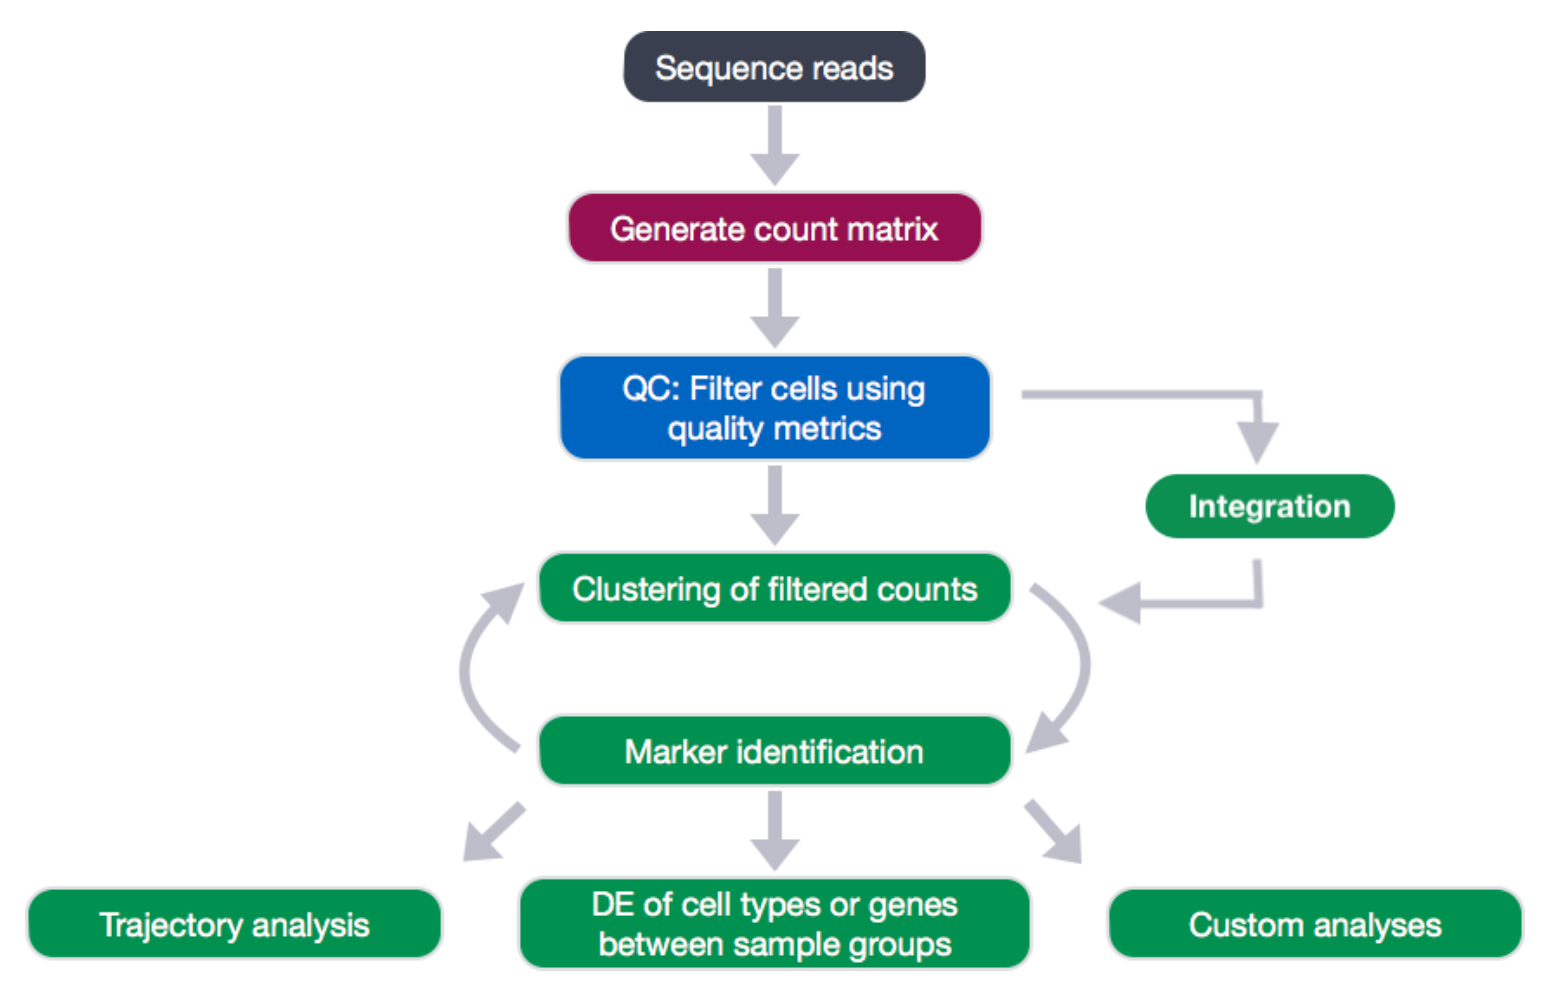 Sequence reads
Generate count matrix
QC: Filter cells using
quality metrics
Integration
Clustering of filtered counts
Marker identification
Trajectory analysis
DE of cell types or genes
between sample groups
Custom analyses